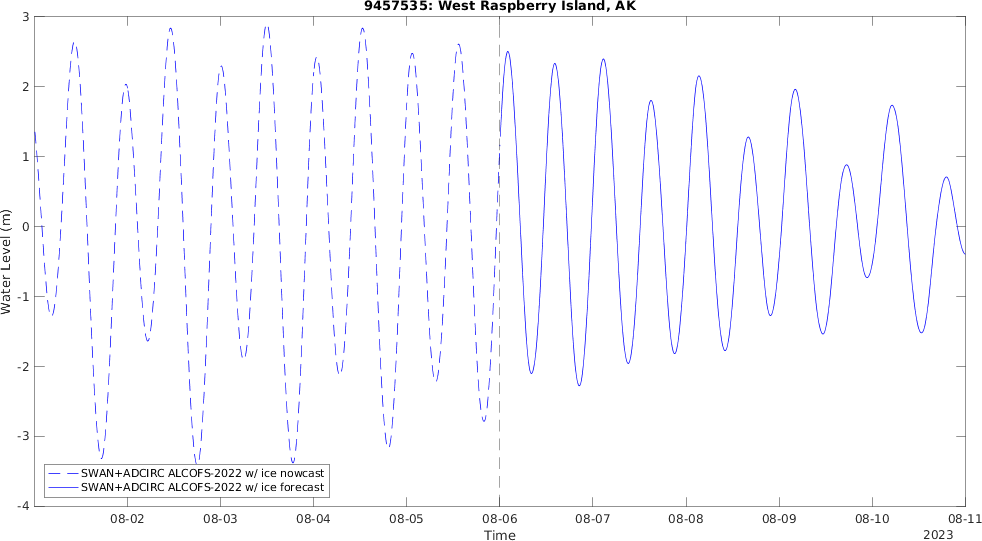 9457535: West Raspberry Island, AK
Water Level (m)
3
2
1
0
-1
-2
-3
-4
SWAN+ADCIRC ALCOFS-2022 w/ ice nowcast
SWAN+ADCIRC ALCOFS-2022 w/ ice forecast
08-02 08-03 08-04 08-05 08-06 08-07 08-08 08-09 08-10 08-11
Time
2023